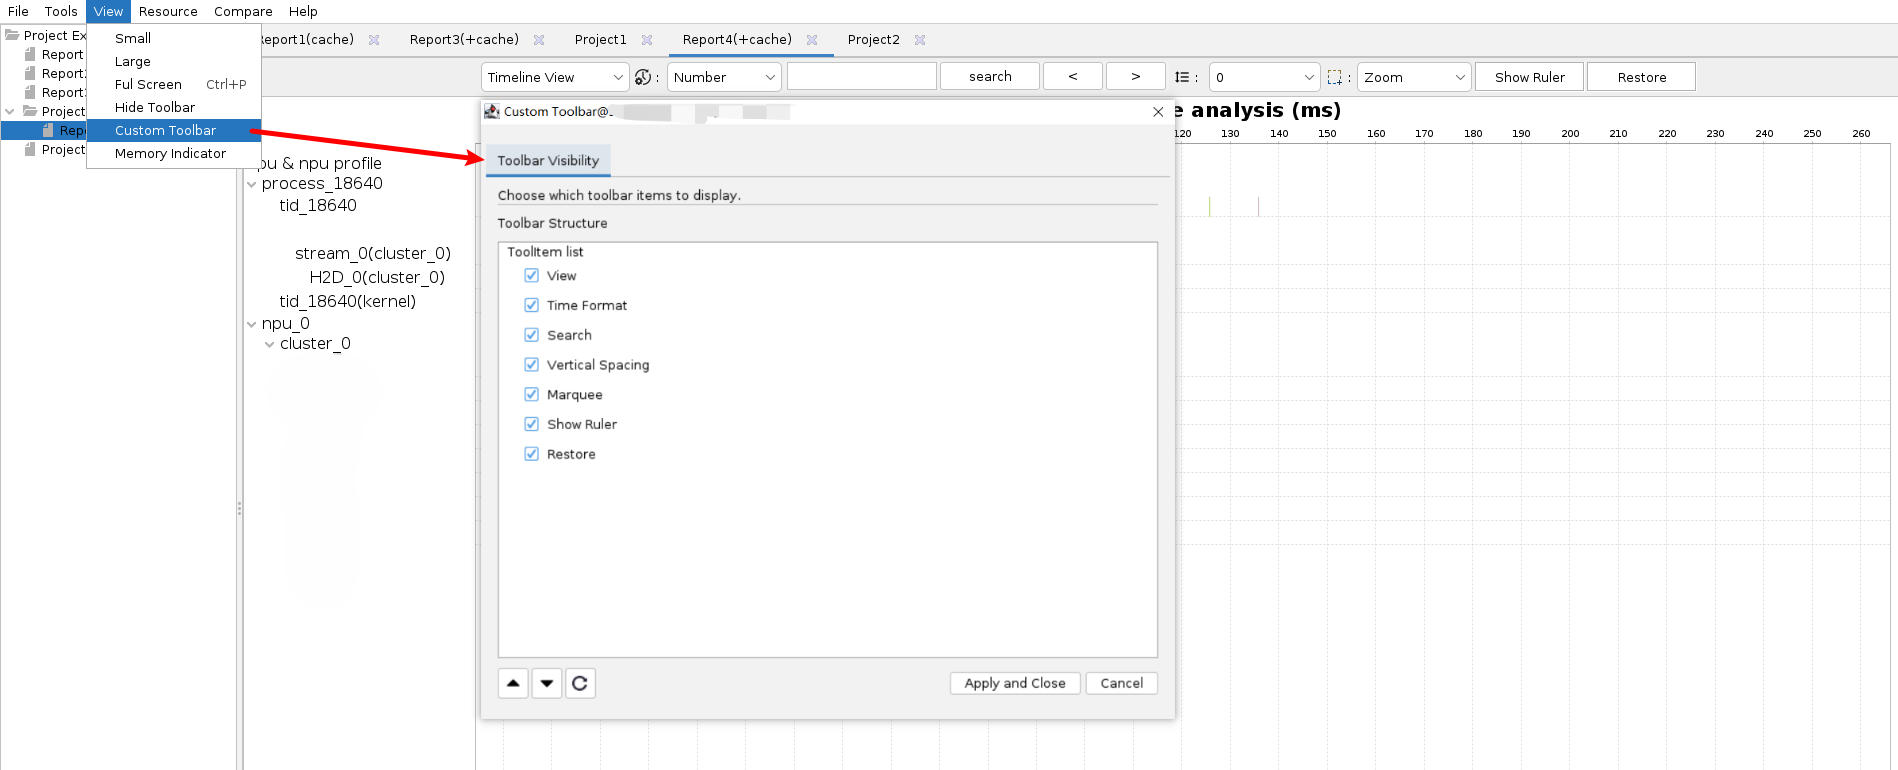 File Tools View Resource Compare Help
Project Ex
Report
Report
Report
Project
Repo
Project
Small
Large
Ful Screen Ctrl+P
Hide Toolbar
Custom Toolbar
Memory Indicator
Report1(cache) Report3(+cache) Project1 Report4(+cache) Project2
Timeline View : Number search < > : 0 : Zoom Show Ruler Restore
e analysis (ms)
120 130 140 150 160 170 180 190 200 210 220 230 240 250 260
pu & npu profile
process_18640
tid_18640
stream_0(cluster_0)
H2D_0(cluster_0)
tid_18640(kernel)
npu_0
cluster_0
Custom Toolbar@
Toolbar Visibility
Choose which toolbar items to display.
Toolbar Structure
ToolItem list
View
Time Format
Search
Vertical Spacing
Marquee
Show Ruler
Restore
Apply and Close Cancel